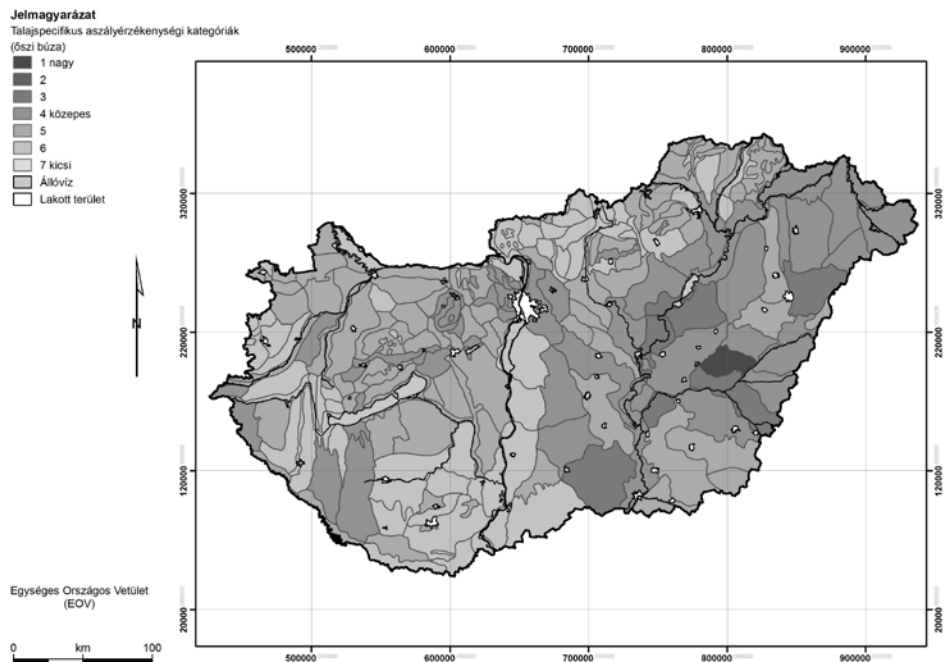 Jelmagyarázat
Talajspecifikus aszályérzékenységi kategóriák
(őszi búza)
1 nagy
2
3
4 közepes
5
6
7 kicsi
Állóvíz
Lakott terület
500000
600000
700000
800000
900000
320000
320000
220000
220000
120000
120000
20000
20000
N
Egységes Országos Vetület
(EOV)
0 km 100
500000
600000
700000
800000
900000